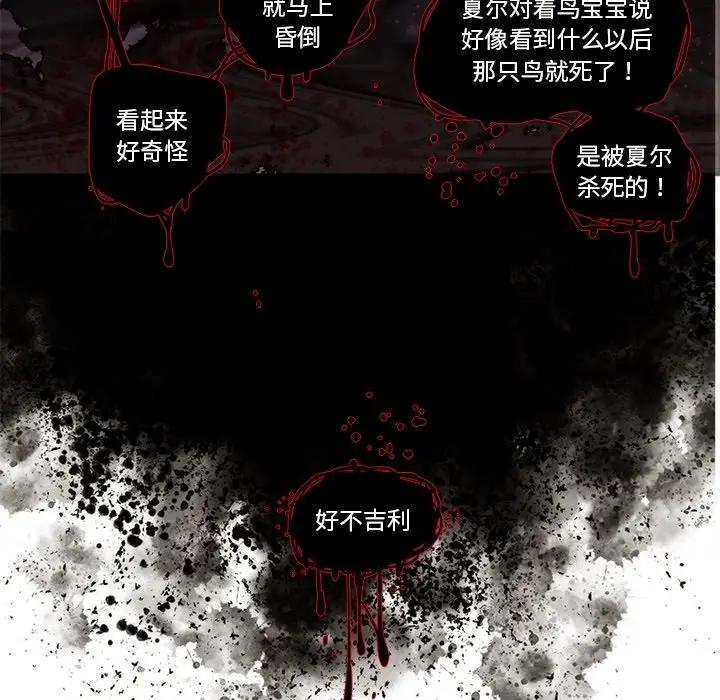 就马上
昏倒
夏尔对着鸟宝宝说
好像看到什么以后
那只鸟就死了！
看起来
好奇怪
是被夏尔
杀死的！
好不吉利